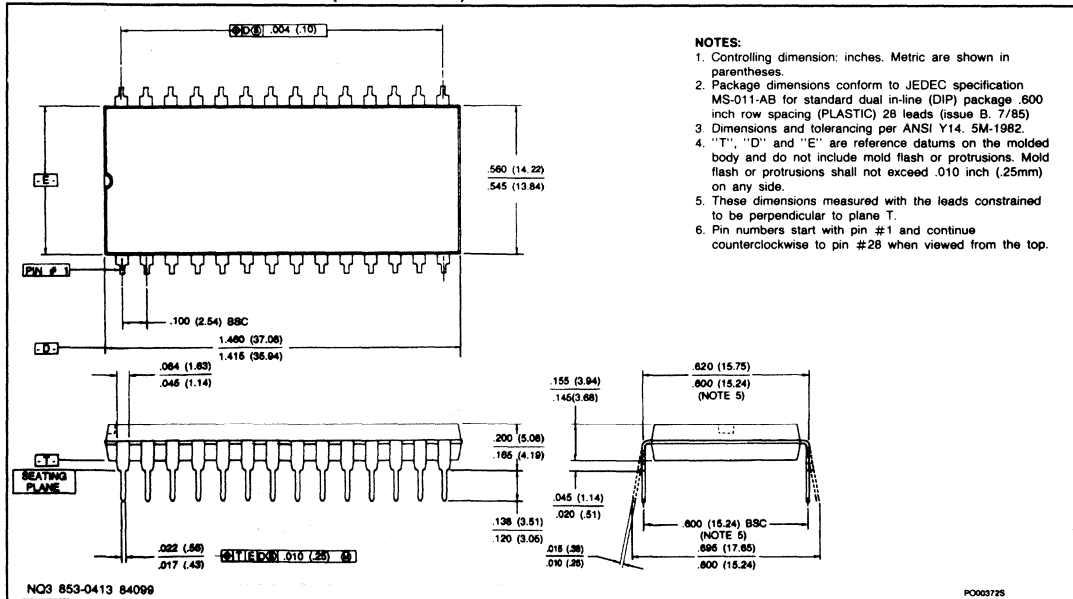 ⌖ D Ⓢ .004 (.10)
NOTES:
1. Controlling dimension: inches. Metric are shown in
parentheses.
2. Package dimensions conform to JEDEC specification
MS-011-AB for standard dual in-line (DIP) package .600
inch row spacing (PLASTIC) 28 leads (issue B. 7/85)
3. Dimensions and tolerancing per ANSI Y14. 5M-1982.
4. ''T'', ''D'' and ''E'' are reference datums on the molded
body and do not include mold flash or protrusions. Mold
flash or protrusions shall not exceed .010 inch (.25mm)
on any side.
5. These dimensions measured with the leads constrained
to be perpendicular to plane T.
6. Pin numbers start with pin #1 and continue
counterclockwise to pin #28 when viewed from the top.
-E-
.560 (14.22)
.545 (13.84)
PIN # 1
.100 (2.54) BSC
-D-
1.460 (37.08)
1.415 (35.94)
.064 (1.63)
.045 (1.14)
.155 (3.94)
.145(3.68)
.620 (15.75)
.600 (15.24)
(NOTE 5)
.200 (5.08)
.165 (4.19)
-T-
SEATING
PLANE
.045 (1.14)
.020 (.51)
.138 (3.51)
.120 (3.05)
.600 (15.24) BSC
(NOTE 5)
.695 (17.65)
.600 (15.24)
.022 (.56)
.017 (.43)
⌖ T E D Ⓢ .010 (.25) Ⓜ
.015 (.38)
.010 (.25)
NQ3 853-0413 84099
PO00372S